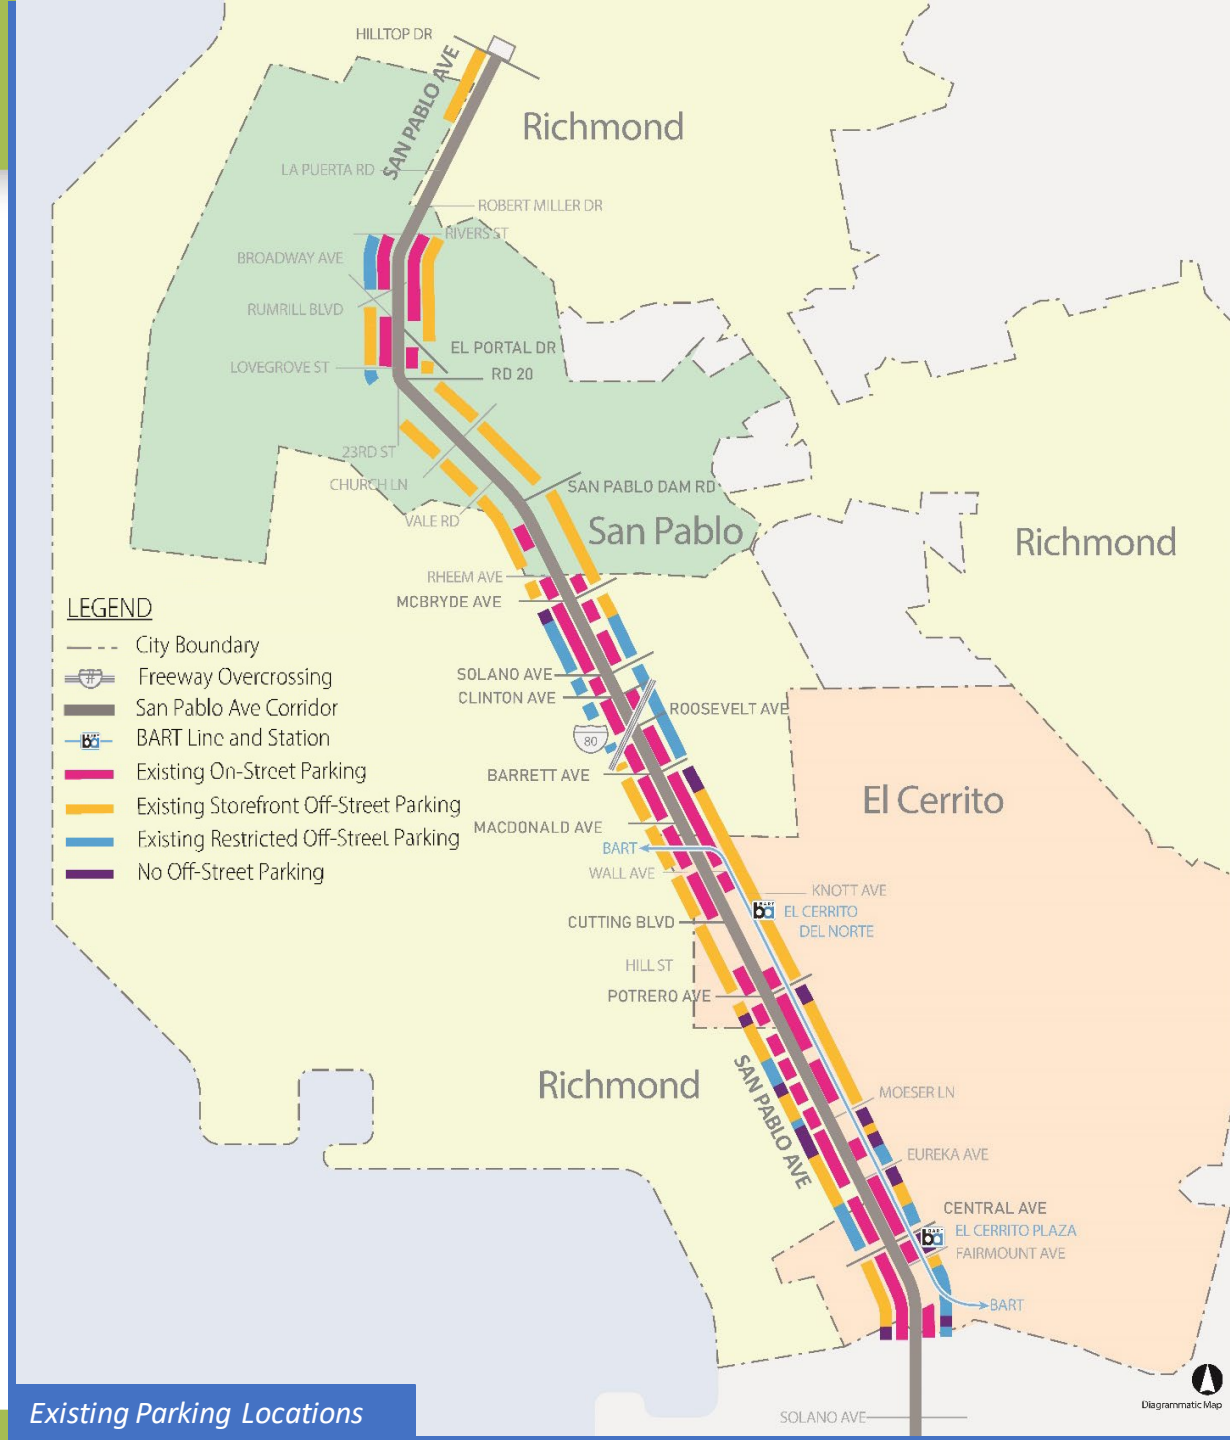 HILLTOP DR
SAN PABLO AVE
Richmond
LA PUERTA RD
ROBERT MILLER DR
RIVERS ST
BROADWAY AVE
RUMRILL BLVD
EL PORTAL DR
LOVEGROVE ST
RD 20
23RD ST
CHURCH LN
SAN PABLO DAM RD
VALE RD
San Pablo
Richmond
RHEEM AVE
MCBRYDE AVE
LEGEND
City Boundary
#
Freeway Overcrossing
San Pablo Ave Corridor
ba
BART Line and Station
Existing On-Street Parking
Existing Storefront Off-Street Parking
Existing Restricted Off-Street Parking
No Off-Street Parking
SOLANO AVE
CLINTON AVE
ROOSEVELT AVE
80
BARRETT AVE
El Cerrito
MACDONALD AVE
BART
WALL AVE
KNOTT AVE
ba
EL CERRITO
DEL NORTE
CUTTING BLVD
HILL ST
POTRERO AVE
Richmond
SAN PABLO AVE
MOESER LN
EUREKA AVE
CENTRAL AVE
ba
EL CERRITO PLAZA
FAIRMOUNT AVE
BART
Diagrammatic Map
Existing Parking Locations
SOLANO AVE